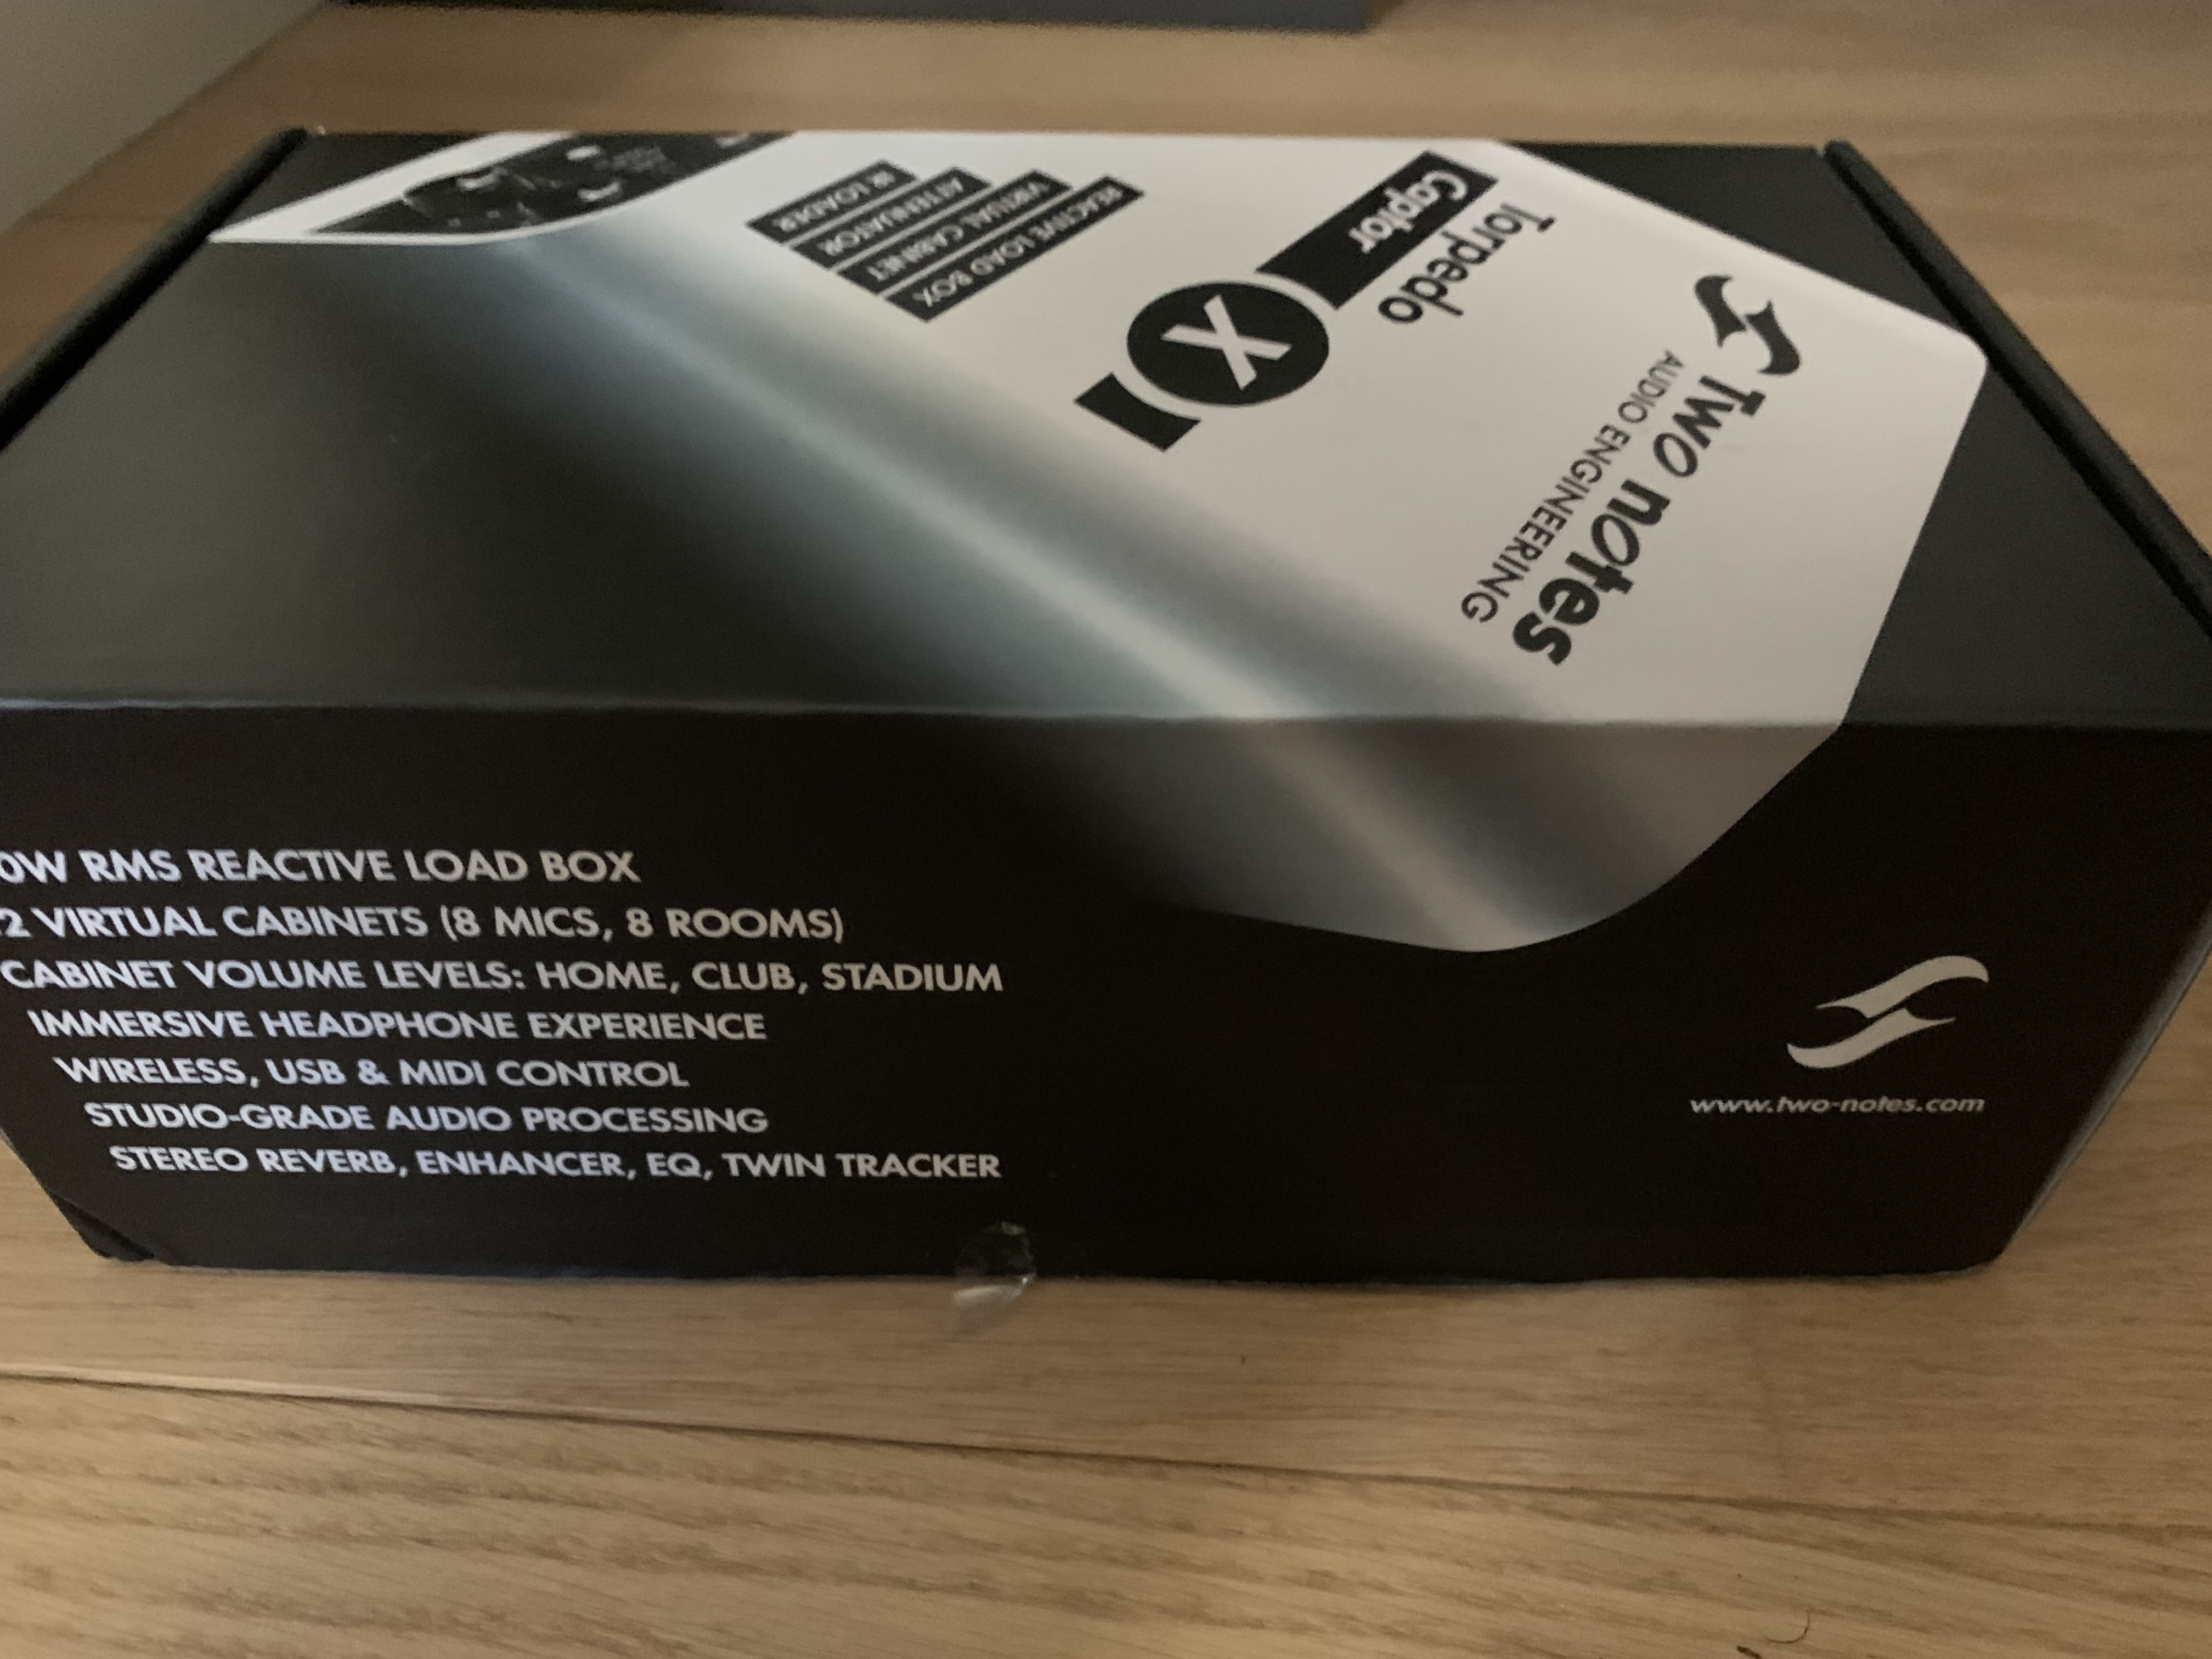 Two notes
AUDIO ENGINEERING
Torpedo
Captor
X
REACTIVE LOAD BOX
VIRTUAL CABINET
ATTENUATOR
IR LOADER
0W RMS REACTIVE LOAD BOX
2 VIRTUAL CABINETS (8 MICS, 8 ROOMS)
CABINET VOLUME LEVELS: HOME, CLUB, STADIUM
IMMERSIVE HEADPHONE EXPERIENCE
WIRELESS, USB & MIDI CONTROL
STUDIO-GRADE AUDIO PROCESSING
STEREO REVERB, ENHANCER, EQ, TWIN TRACKER
www.two-notes.com